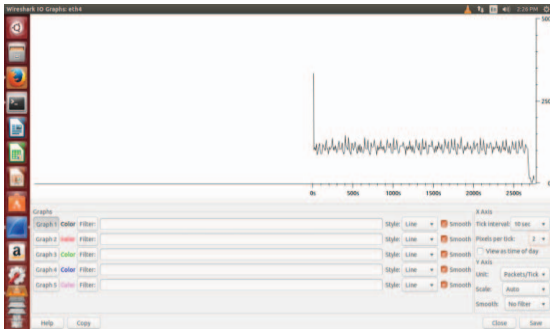 Wireshark IO Graphs: eth4
En 2:26 PM
500
250
0
0s 500s 1000s 1500s 2000s 2500s
Graphs
Graph 1 Color Filter: Style: Line Smooth
Graph 2 Color Filter: Style: Line Smooth
Graph 3 Color Filter: Style: Line Smooth
Graph 4 Color Filter: Style: Line Smooth
Graph 5 Color Filter: Style: Line Smooth
X Axis
Tick interval: 10 sec
Pixels per tick: 2
View as time of day
Y Axis
Unit: Packets/Tick
Scale: Auto
Smooth: No filter
Help Copy Close Save
a